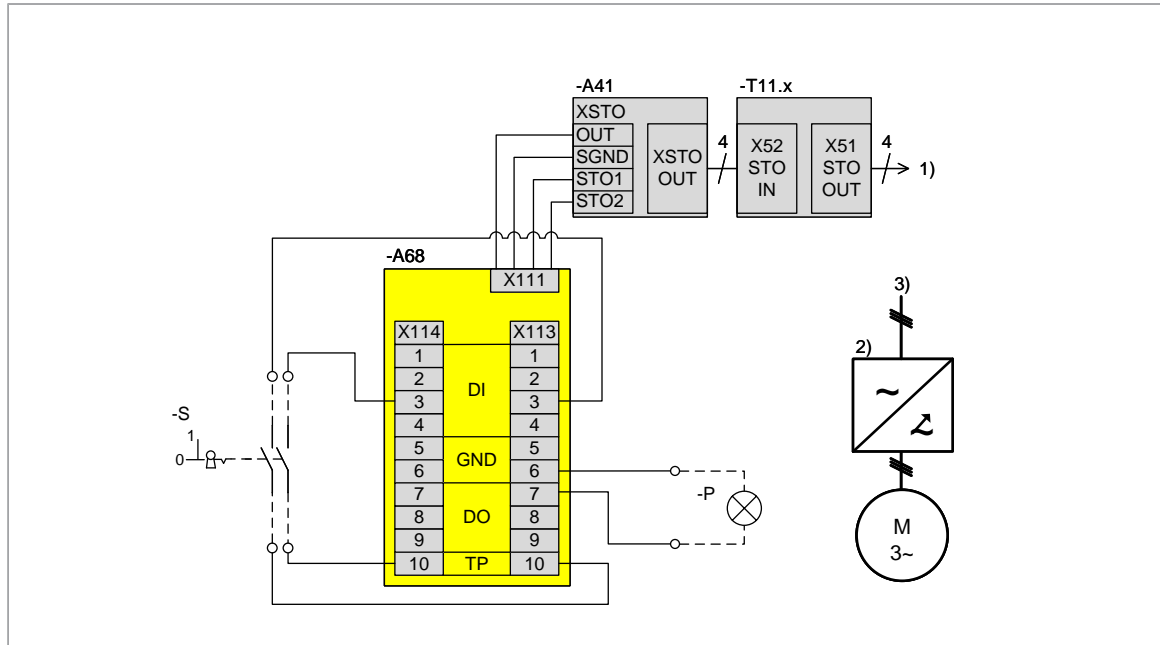 -A41
-T11.x
XSTO
OUT
SGND
STO1
STO2
XSTO
OUT
4
X52
STO
IN
X51
STO
OUT
4
1)
-A68
X111
X114
X113
1
1
2
2
3
3
4
4
DI
5
5
6
6
GND
7
7
8
8
9
9
DO
10
TP
10
-S
1
0
-P
3)
2)
~
M
3~